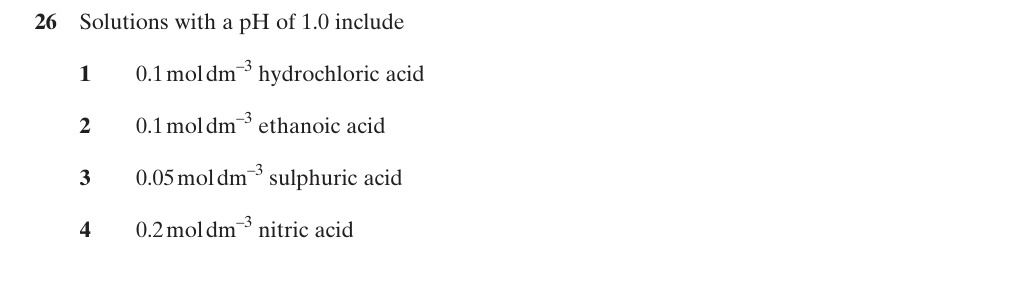 26 Solutions with a pH of 1.0 include
1 0.1 mol dm⁻³ hydrochloric acid
2 0.1 mol dm⁻³ ethanoic acid
3 0.05 mol dm⁻³ sulphuric acid
4 0.2 mol dm⁻³ nitric acid